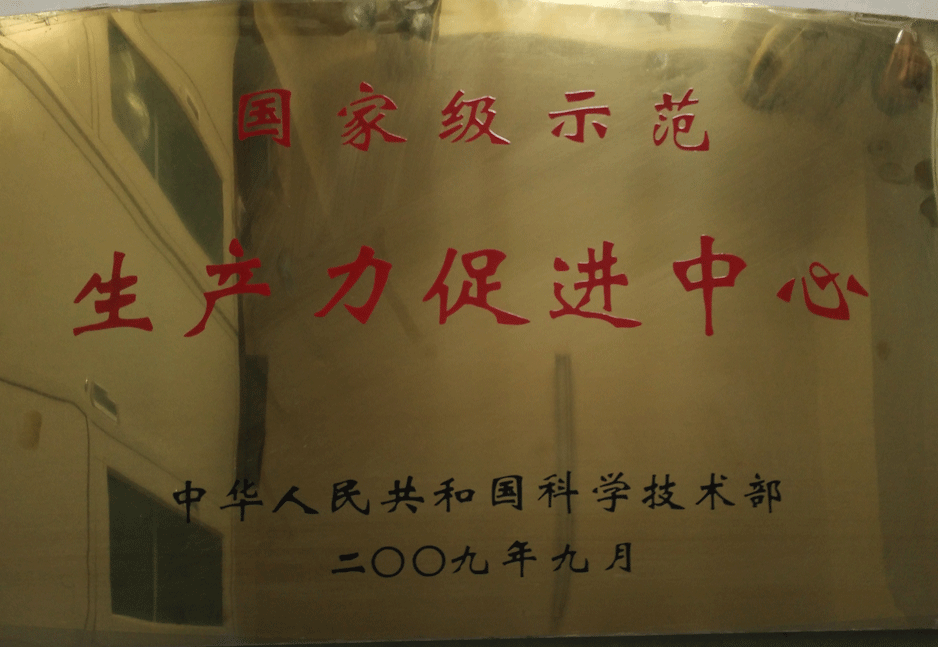 国家级示范
生产力促进中心
中华人民共和国科学技术部
二〇〇九年九月